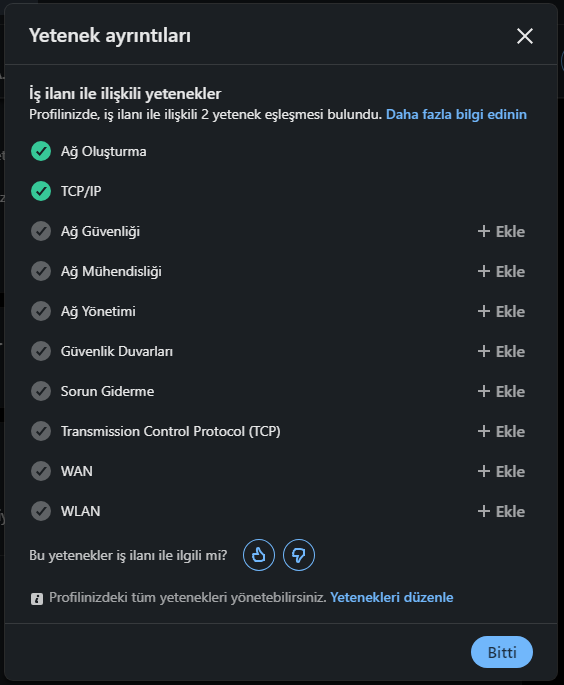 Yetenek ayrıntıları
İş ilanı ile ilişkili yetenekler
Profilinizde, iş ilanı ile ilişkili 2 yetenek eşleşmesi bulundu. Daha fazla bilgi edinin
Ağ Oluşturma
TCP/IP
Ağ Güvenliği + Ekle
Ağ Mühendisliği + Ekle
Ağ Yönetimi + Ekle
Güvenlik Duvarları + Ekle
Sorun Giderme + Ekle
Transmission Control Protocol (TCP) + Ekle
WAN + Ekle
WLAN + Ekle
Bu yetenekler iş ilanı ile ilgili mi?
Profilinizdeki tüm yetenekleri yönetebilirsiniz. Yetenekleri düzenle
Bitti